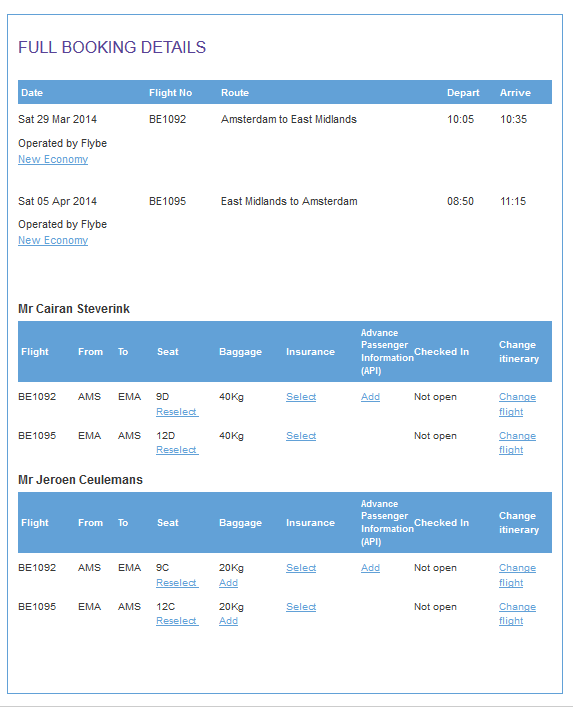 FULL BOOKING DETAILS
Date Flight No Route Depart Arrive
Sat 29 Mar 2014 BE1092 Amsterdam to East Midlands 10:05 10:35
Operated by Flybe
New Economy
Sat 05 Apr 2014 BE1095 East Midlands to Amsterdam 08:50 11:15
Operated by Flybe
New Economy
Mr Cairan Steverink
Flight From To Seat Baggage Insurance Advance Passenger Information (API) Checked In Change itinerary
BE1092 AMS EMA 9D 40Kg Select Add Not open Change
Reselect flight
BE1095 EMA AMS 12D 40Kg Select Not open Change
Reselect flight
Mr Jeroen Ceulemans
Flight From To Seat Baggage Insurance Advance Passenger Information (API) Checked In Change itinerary
BE1092 AMS EMA 9C 20Kg Select Add Not open Change
Reselect Add flight
BE1095 EMA AMS 12C 20Kg Select Not open Change
Reselect Add flight